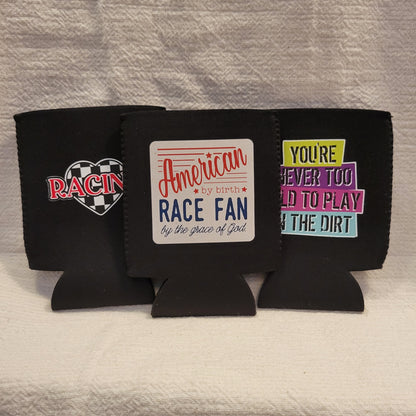 RACIN
American
by birth
RACE FAN
by the grace of God
YOU'RE
NEVER TOO
LD TO PLAY
THE DIRT